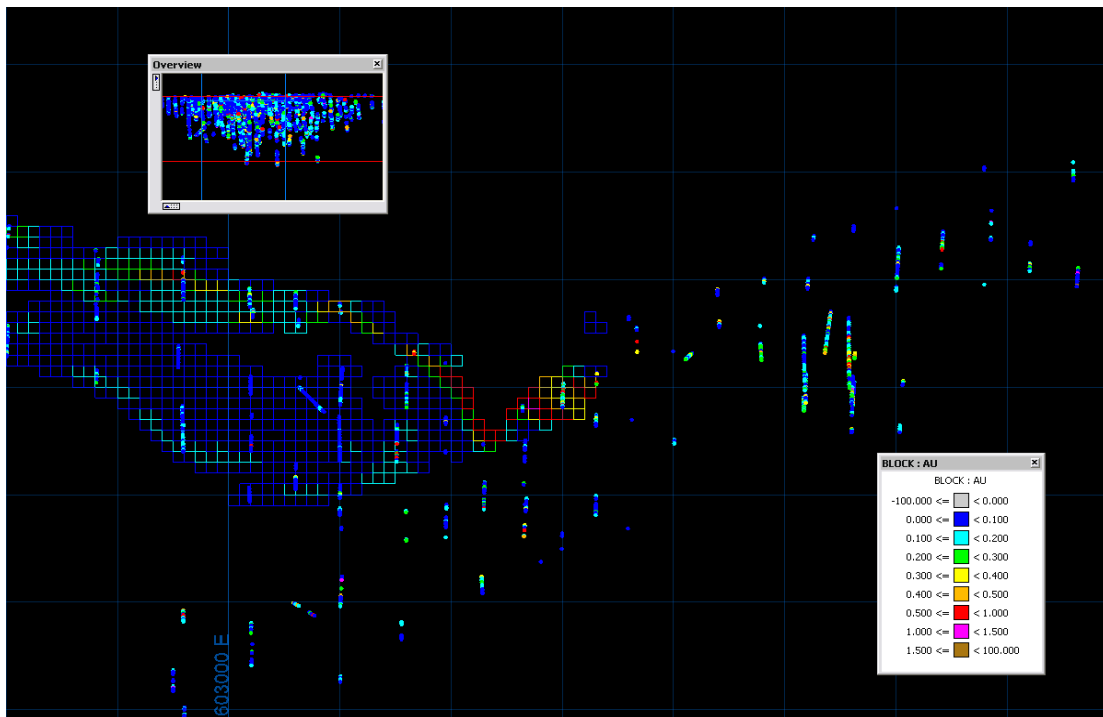 Overview
BLOCK : AU
BLOCK : AU
-100.000 <= < 0.000
0.000 <= < 0.100
0.100 <= < 0.200
0.200 <= < 0.300
0.300 <= < 0.400
0.400 <= < 0.500
0.500 <= < 1.000
1.000 <= < 1.500
1.500 <= < 100.000
603000 E